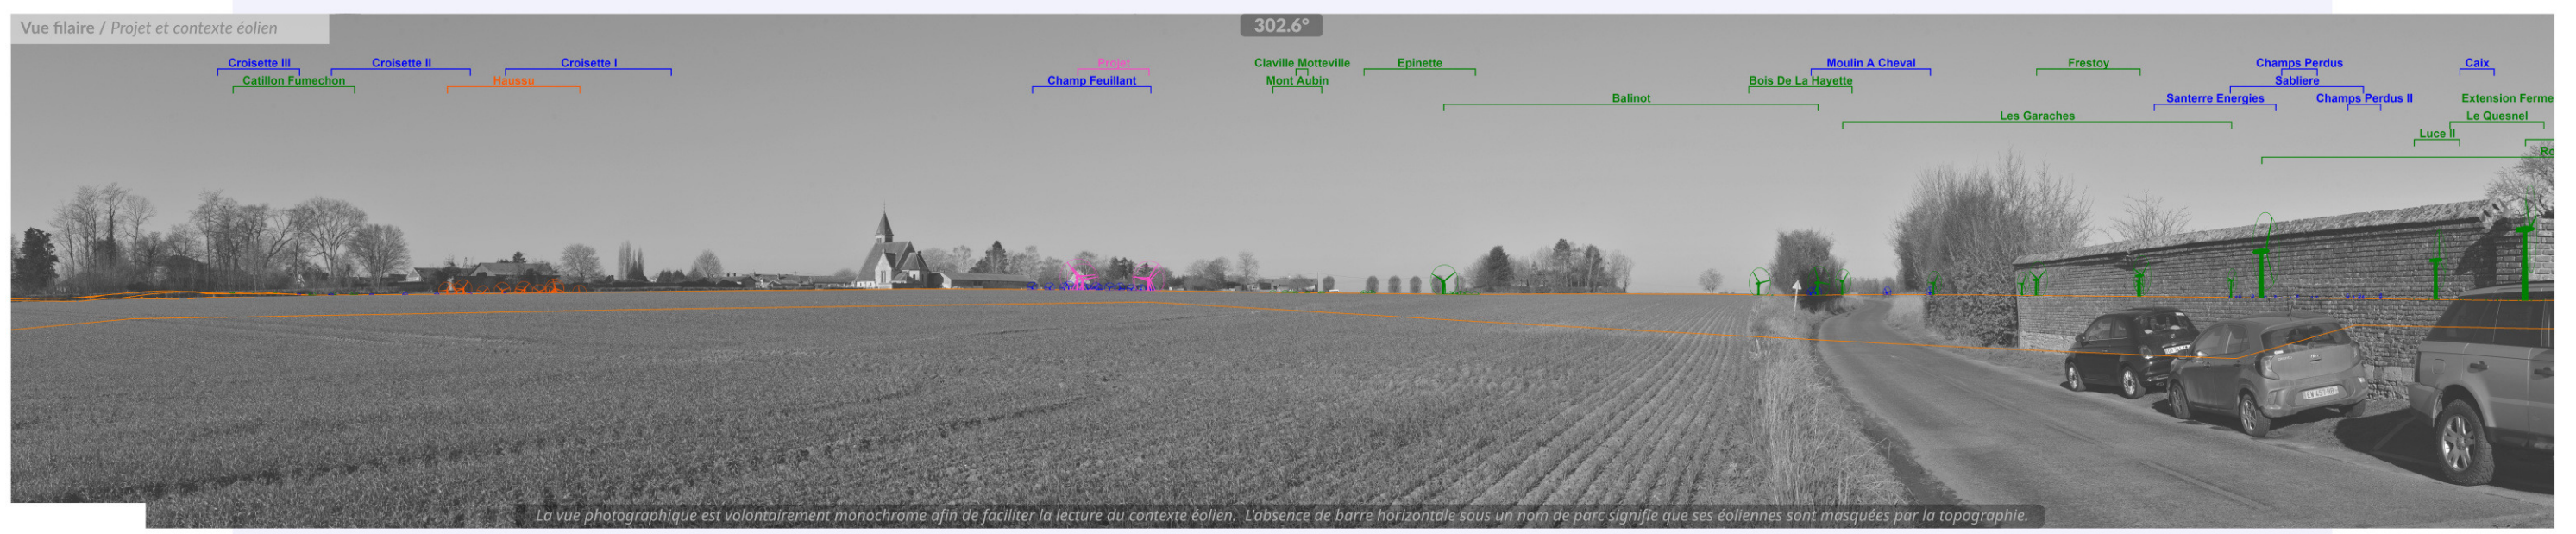 Vue filaire / Projet et contexte éolien
302.6°
Croisette III
Croisette II
Croisette I
Projet
Claville Motteville
Epinette
Moulin A Cheval
Frestoy
Champs Perdus
Caix
Catillon Fumechon
Haussu
Champ Feuillant
Mont Aubin
Bois De La Hayette
Sabliere
Balinot
Santerre Energies
Champs Perdus II
Extension Ferme
Les Garaches
Le Quesnel
Luce II
Ro
La vue photographique est volontairement monochrome afin de faciliter la lecture du contexte éolien. L'absence de barre horizontale sous un nom de parc signifie que ses éoliennes sont masquées par la topographie.